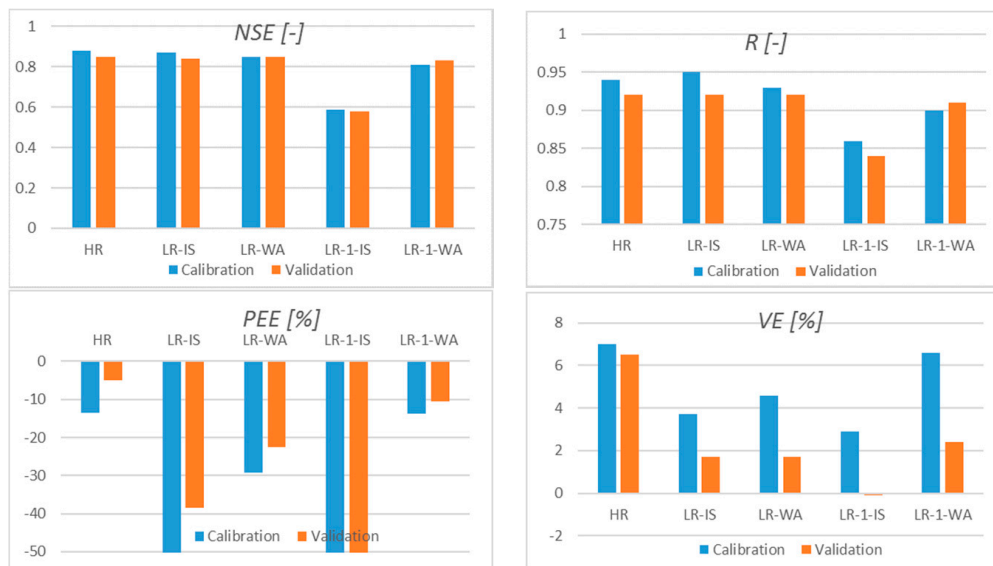 NSE [-]
1
0.8
0.6
0.4
0.2
0
HR LR-IS LR-WA LR-1-IS LR-1-WA
Calibration Validation
R [-]
1
0.95
0.9
0.85
0.8
0.75
HR LR-IS LR-WA LR-1-IS LR-1-WA
Calibration Validation
PEE [%]
HR LR-IS LR-WA LR-1-IS LR-1-WA
0
-10
-20
-30
-40
-50
Calibration Validation
VE [%]
8
6
4
2
0
-2
HR LR-IS LR-WA LR-1-IS LR-1-WA
Calibration Validation